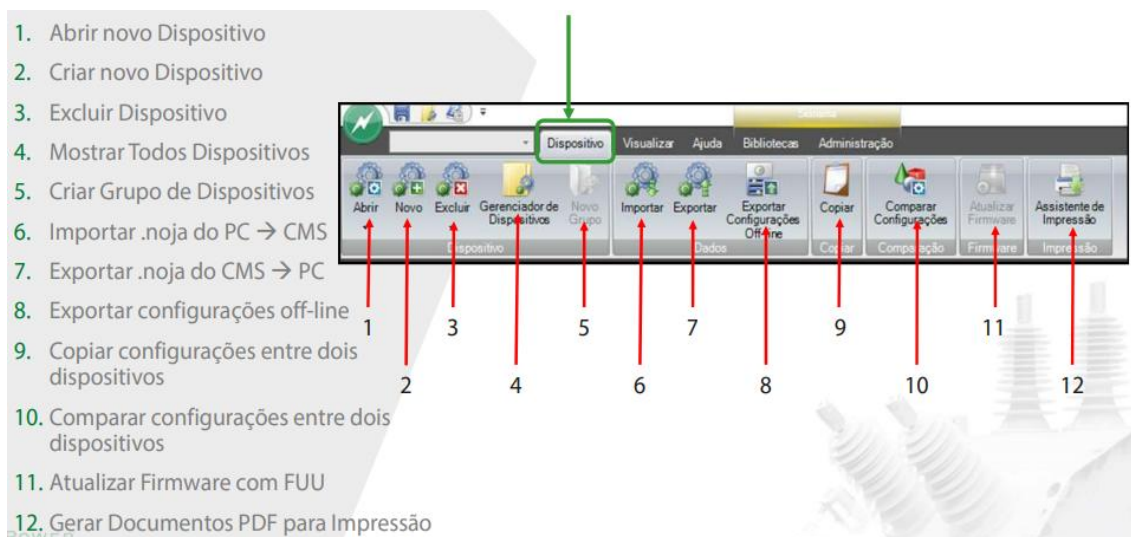 1. Abrir novo Dispositivo
2. Criar novo Dispositivo
3. Excluir Dispositivo
4. Mostrar Todos Dispositivos
5. Criar Grupo de Dispositivos
6. Importar .noja do PC → CMS
7. Exportar .noja do CMS → PC
8. Exportar configurações off-line
9. Copiar configurações entre dois
dispositivos
10. Comparar configurações entre dois
dispositivos
11. Atualizar Firmware com FUU
12. Gerar Documentos PDF para Impressão
Dispositivo Visualizar Ajuda Bibliotecas Administração
Abrir Novo Excluir Gerenciador de Dispositivos Novo Grupo Importar Exportar Exportar Configurações Off-line Copiar Comparar Configurações Atualizar Firmware Assistente de Impressão
Dispositivo Dados Copiar Comparação Firmware Impressão
1 3 5 7 9 11
2 4 6 8 10 12